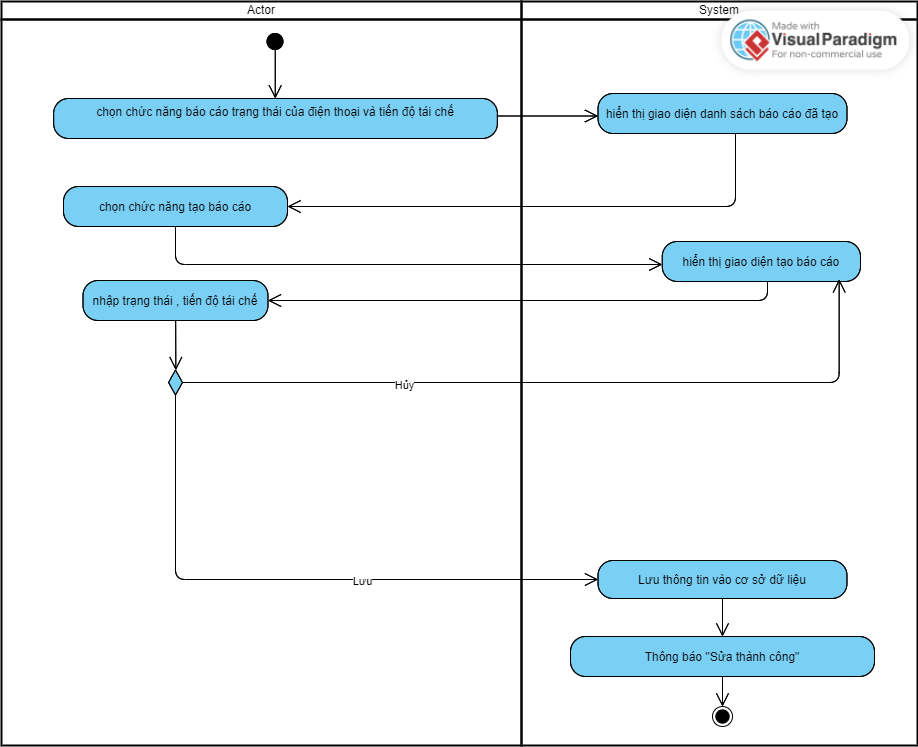 Actor
System
Made with
VisualParadigm
For non-commercial use
chọn chức năng báo cáo trạng thái của điện thoại và tiến độ tái chế
hiển thị giao diện danh sách báo cáo đã tạo
chọn chức năng tạo báo cáo
hiển thị giao diện tạo báo cáo
nhập trạng thái , tiến độ tái chế
Hủy
Lưu
Lưu thông tin vào cơ sở dữ liệu
Thông báo "Sửa thành công"